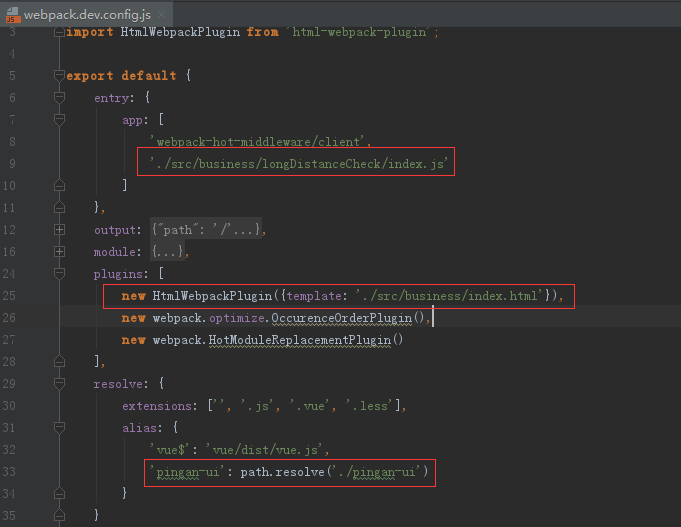 webpack.dev.config.js
3 import HtmlWebpackPlugin from 'html-webpack-plugin';
4
5 export default {
6 entry: {
7 app: [
8 'webpack-hot-middleware/client',
9 './src/business/longDistanceCheck/index.js'
10 ]
11 },
12 output: {"path": '/'...},
16 module: {...},
24 plugins: [
25 new HtmlWebpackPlugin({template: './src/business/index.html'}),
26 new webpack.optimize.OccurenceOrderPlugin(),
27 new webpack.HotModuleReplacementPlugin()
28 ],
29 resolve: {
30 extensions: ['', '.js', '.vue', '.less'],
31 alias: {
32 'vue$': 'vue/dist/vue.js',
33 'pingan-ui': path.resolve('./pingan-ui')
34 }
35 }